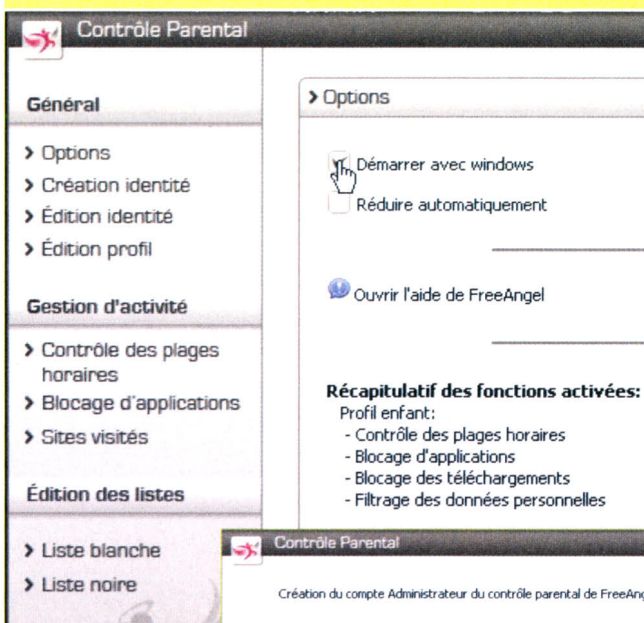 Contrôle Parental
Général
> Options
> Création identité
> Édition identité
> Édition profil
Gestion d'activité
> Contrôle des plages
horaires
> Blocage d'applications
> Sites visités
Édition des listes
> Liste blanche
> Liste noire
> Options
Démarrer avec windows
Réduire automatiquement
Ouvrir l'aide de FreeAngel
Récapitulatif des fonctions activées:
Profil enfant:
- Contrôle des plages horaires
- Blocage d'applications
- Blocage des téléchargements
- Filtrage des données personnelles
Contrôle Parental
Création du compte Administrateur du contrôle parental de FreeAng